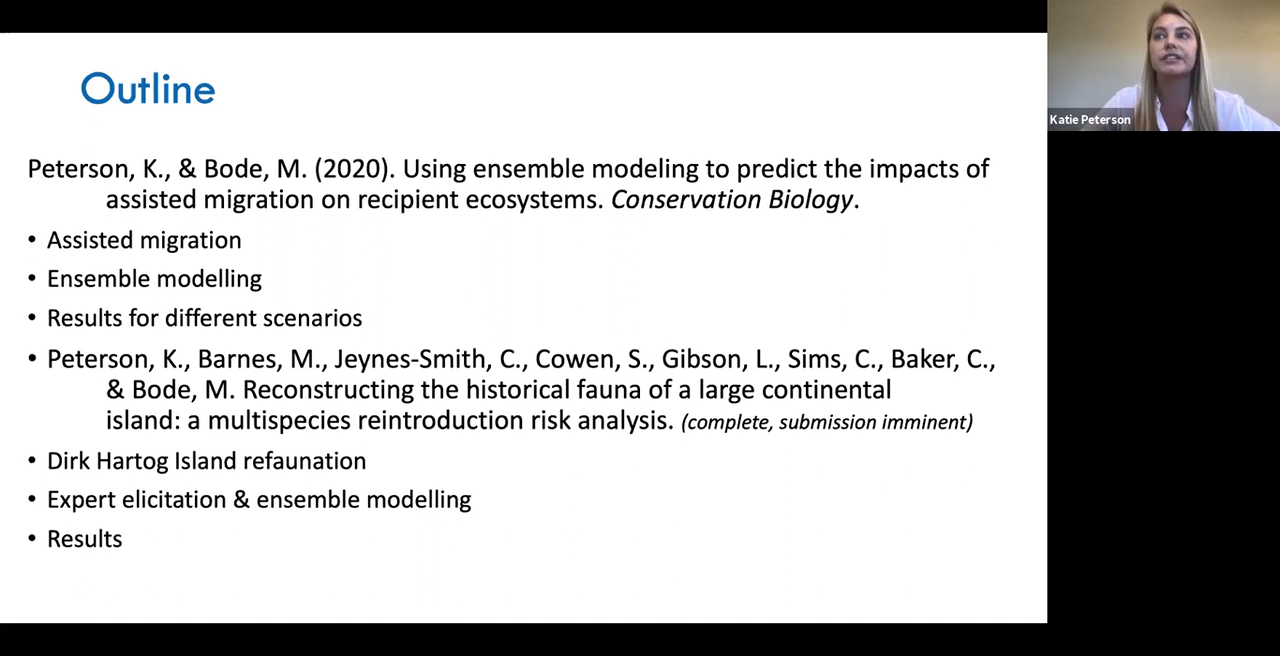 Outline
Peterson, K., & Bode, M. (2020). Using ensemble modeling to predict the impacts of
assisted migration on recipient ecosystems. Conservation Biology.
• Assisted migration
• Ensemble modelling
• Results for different scenarios
• Peterson, K., Barnes, M., Jeynes-Smith, C., Cowen, S., Gibson, L., Sims, C., Baker, C.,
& Bode, M. Reconstructing the historical fauna of a large continental
island: a multispecies reintroduction risk analysis. (complete, submission imminent)
• Dirk Hartog Island refaunation
• Expert elicitation & ensemble modelling
• Results
Katie Peterson